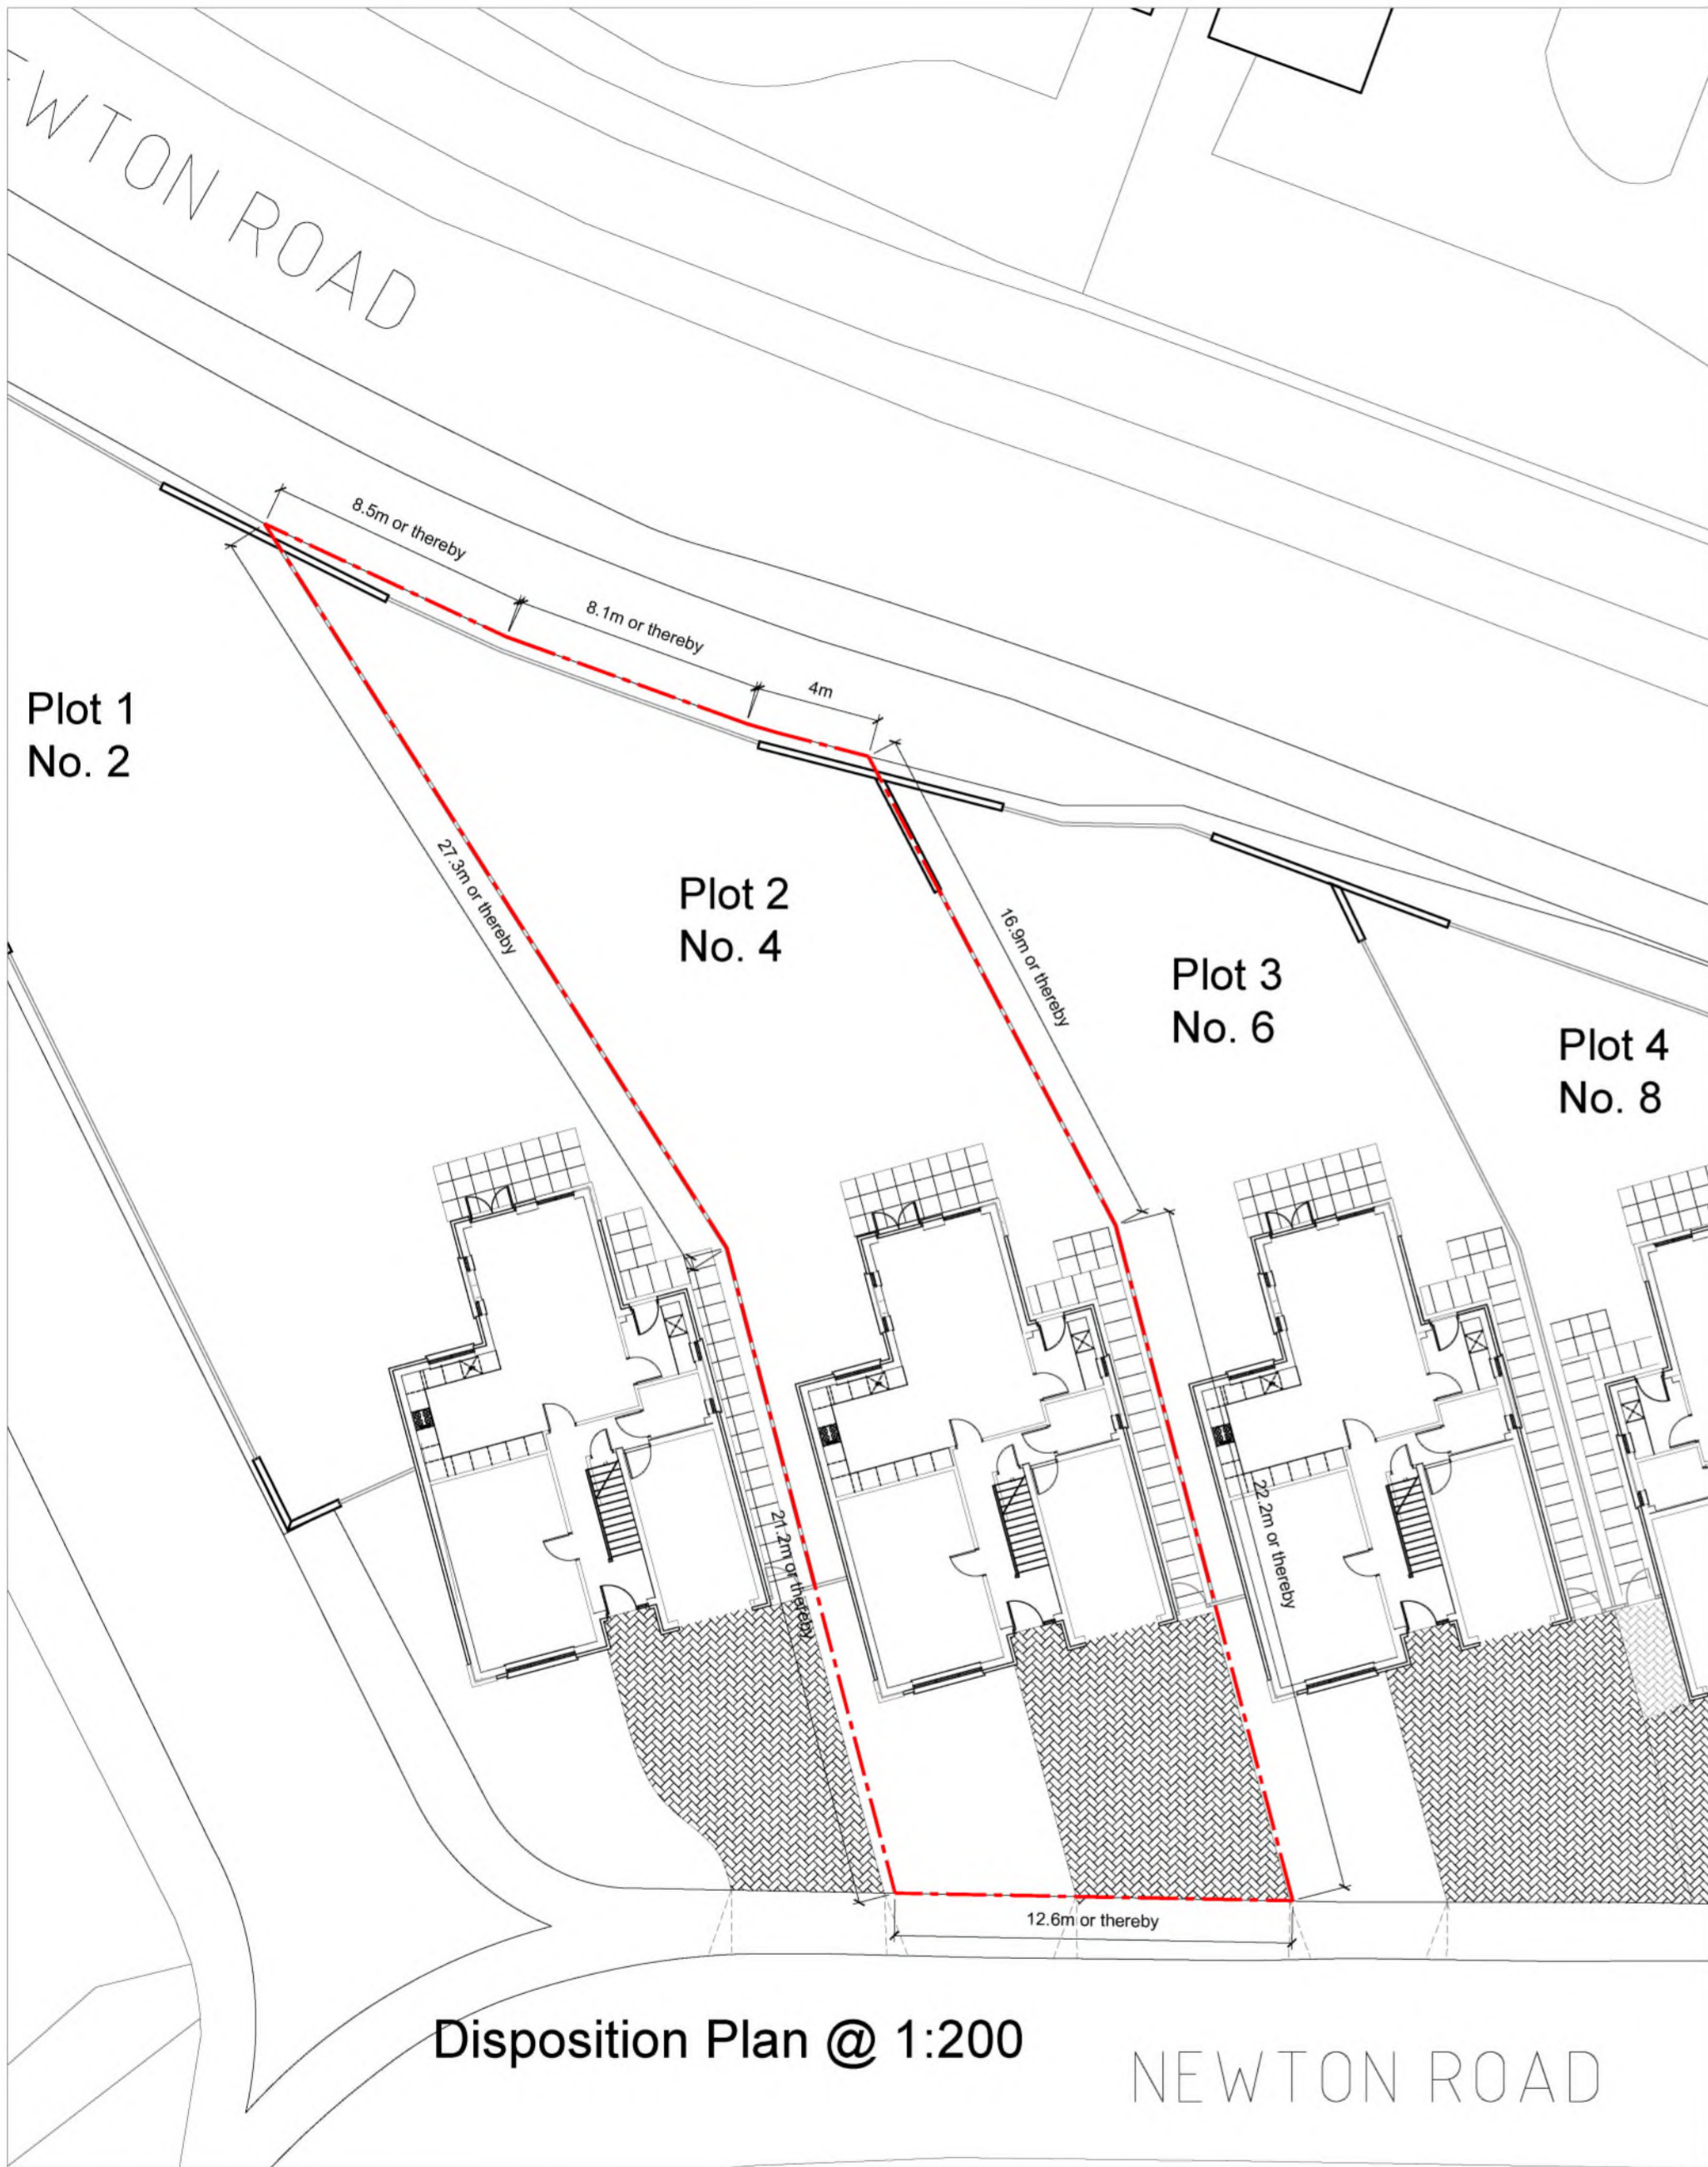 EWTON ROAD
8.5m or thereby
8.1m or thereby
4m
Plot 1
No. 2
27.3m or thereby
Plot 2
No. 4
16.9m or thereby
Plot 3
No. 6
Plot 4
No. 8
21.2m or thereby
22.2m or thereby
12.6m or thereby
Disposition Plan @ 1:200
NEWTON ROAD